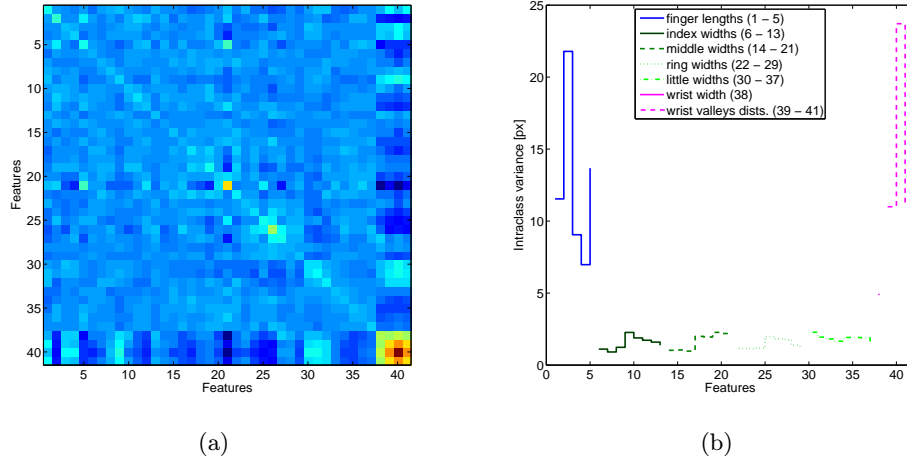 5
10
15
20
25
30
35
40
Features
5 10 15 20 25 30 35 40
Features
(a)
25
20
15
10
5
0
Intraclass variance [px]
finger lengths (1 − 5)
index widths (6 − 13)
middle widths (14 − 21)
ring widths (22 − 29)
little widths (30 − 37)
wrist width (38)
wrist valleys dists. (39 − 41)
0 5 10 15 20 25 30 35 40
Features
(b)